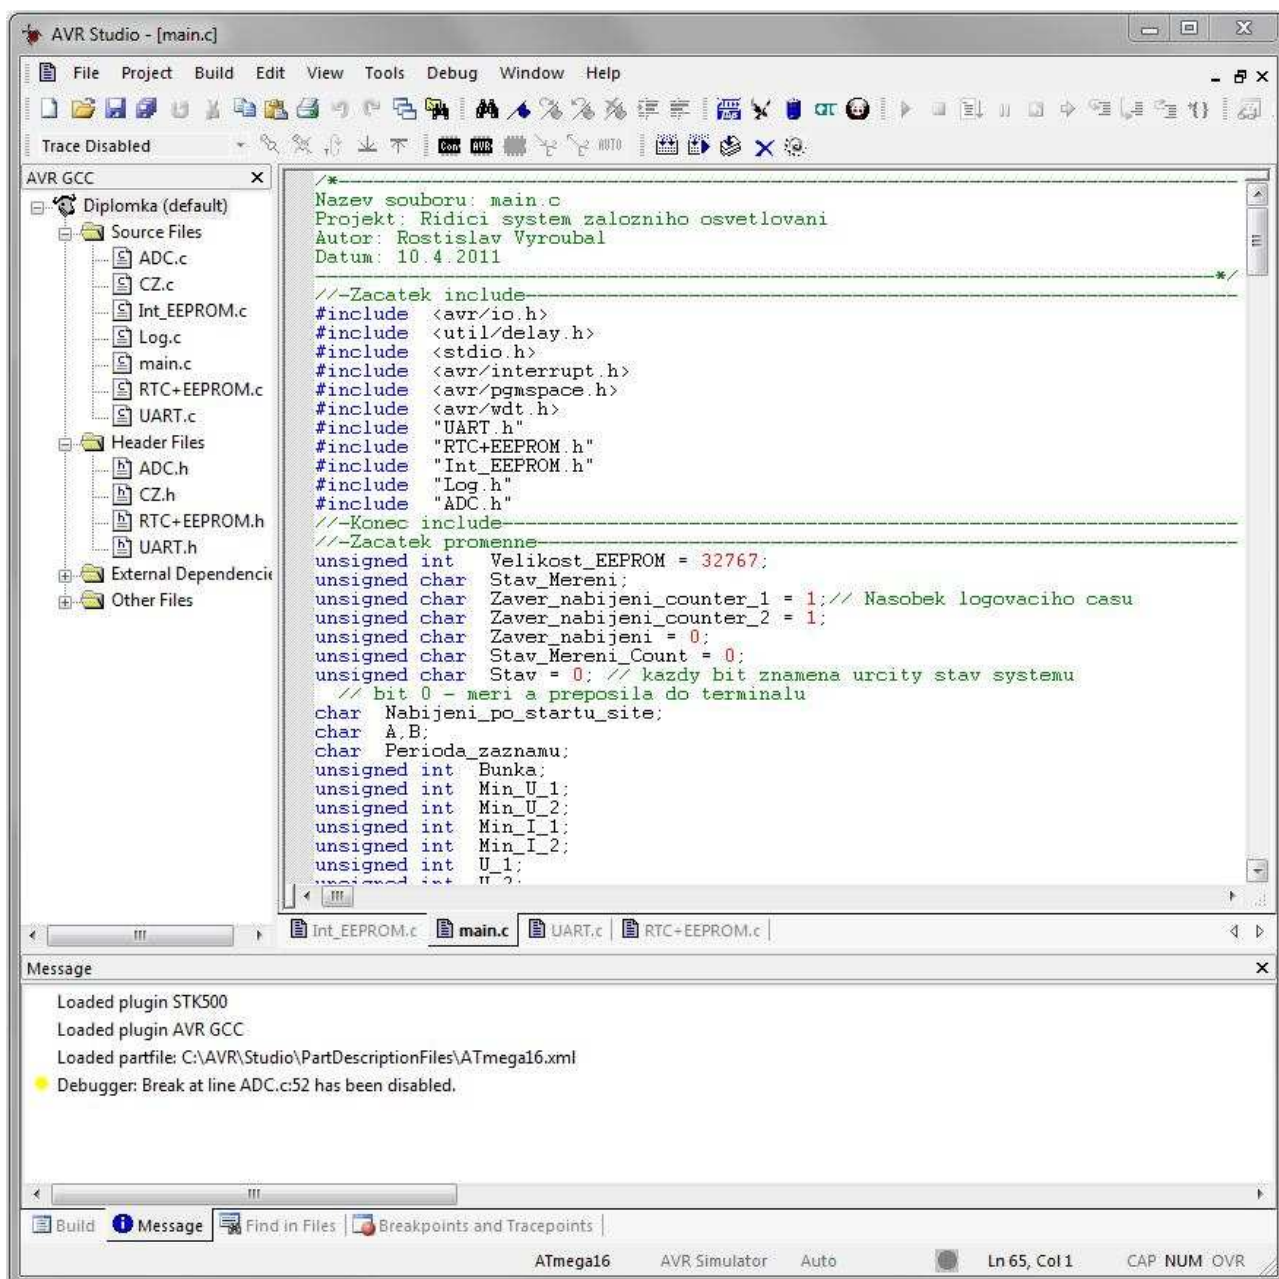 AVR Studio - [main.c]
File Project Build Edit View Tools Debug Window Help
Trace Disabled
Con AVR AUTO
AVR GCC
Diplomka (default)
Source Files
ADC.c
CZ.c
Int_EEPROM.c
Log.c
main.c
RTC+EEPROM.c
UART.c
Header Files
ADC.h
CZ.h
RTC+EEPROM.h
UART.h
External Dependencie
Other Files
/*------------------------------------------------------------
Nazev souboru: main.c
Projekt: Ridici system zalozniho osvetlovani
Autor: Rostislav Vyroubal
Datum: 10.4.2011
------------------------------------------------------------*/
//-Zacatek include------------------------------------------------------------
#include <avr/io.h>
#include <util/delay.h>
#include <stdio.h>
#include <avr/interrupt.h>
#include <avr/pgmspace.h>
#include <avr/wdt.h>
#include "UART.h"
#include "RTC+EEPROM.h"
#include "Int_EEPROM.h"
#include "Log.h"
#include "ADC.h"
//-Konec include------------------------------------------------------------
//-Zacatek promenne------------------------------------------------------------
unsigned int Velikost_EEPROM = 32767;
unsigned char Stav_Mereni;
unsigned char Zaver_nabijeni_counter_1 = 1;// Nasobek logovaciho casu
unsigned char Zaver_nabijeni_counter_2 = 1;
unsigned char Zaver_nabijeni = 0;
unsigned char Stav_Mereni_Count = 0;
unsigned char Stav = 0; // kazdy bit znamena urcity stav systemu
// bit 0 - meri a preposila do terminalu
char Nabijeni_po_startu_site;
char A,B;
char Perioda_zaznamu;
unsigned int Bunka;
unsigned int Min_U_1;
unsigned int Min_U_2;
unsigned int Min_I_1;
unsigned int Min_I_2;
unsigned int U_1;
unsigned int U_2;
Int_EEPROM.c main.c UART.c RTC+EEPROM.c
Message
Loaded plugin STK500
Loaded plugin AVR GCC
Loaded partfile: C:\AVR\Studio\PartDescriptionFiles\ATmega16.xml
Debugger: Break at line ADC.c:52 has been disabled.
Build Message Find in Files Breakpoints and Tracepoints
ATmega16 AVR Simulator Auto Ln 65, Col 1 CAP NUM OVR